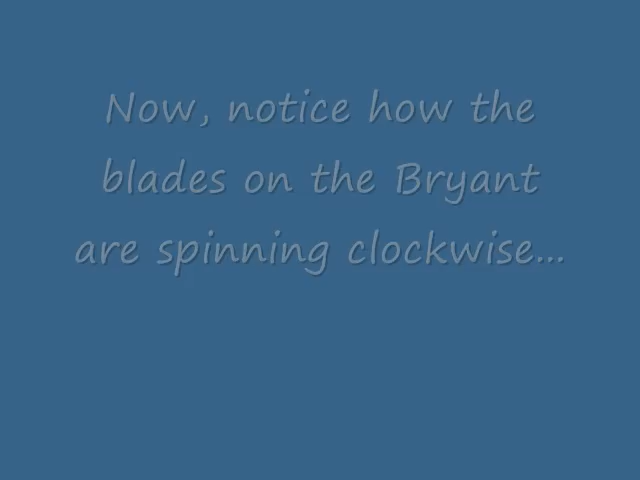 Now, notice how the
blades on the Bryant
are spinning clockwise...